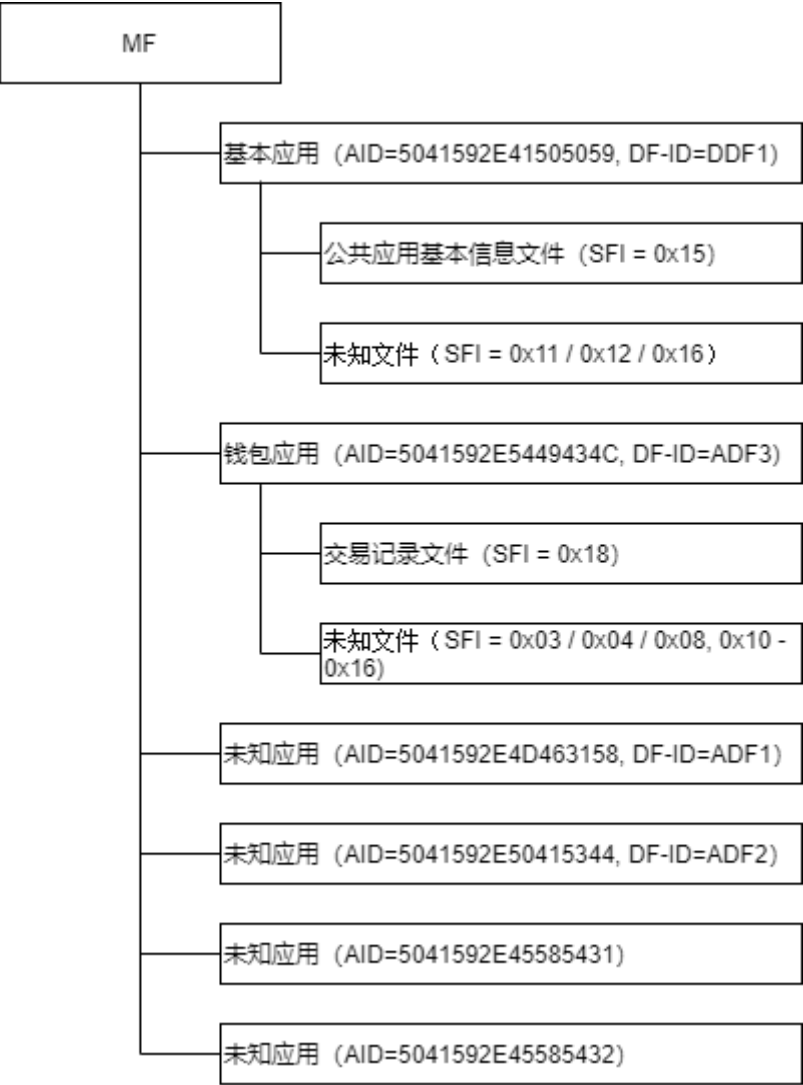 MF
基本应用（AID=5041592E41505059, DF-ID=DDF1)
公共应用基本信息文件（SFI = 0x15)
未知文件（SFI = 0x11 / 0x12 / 0x16）
钱包应用（AID=5041592E5449434C, DF-ID=ADF3)
交易记录文件（SFI = 0x18)
未知文件（SFI = 0x03 / 0x04 / 0x08, 0x10 -
0x16)
未知应用（AID=5041592E4D463158, DF-ID=ADF1)
未知应用（AID=5041592E50415344, DF-ID=ADF2)
未知应用（AID=5041592E45585431)
未知应用（AID=5041592E45585432)